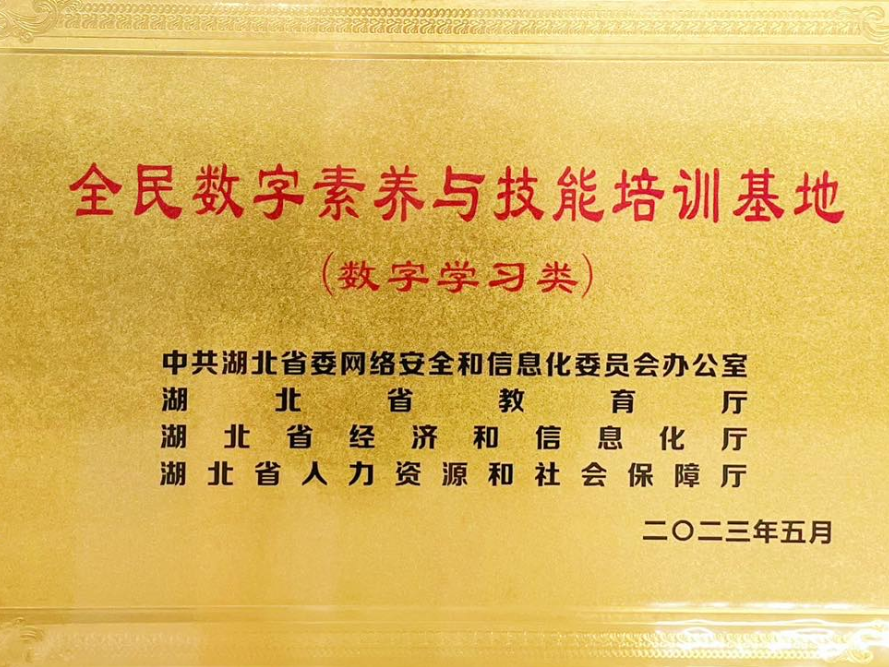 全民数字素养与技能培训基地
(数字学习类)
中共湖北省委网络安全和信息化委员会办公室
湖北省教育厅
湖北省经济和信息化厅
湖北省人力资源和社会保障厅
二〇二三年五月